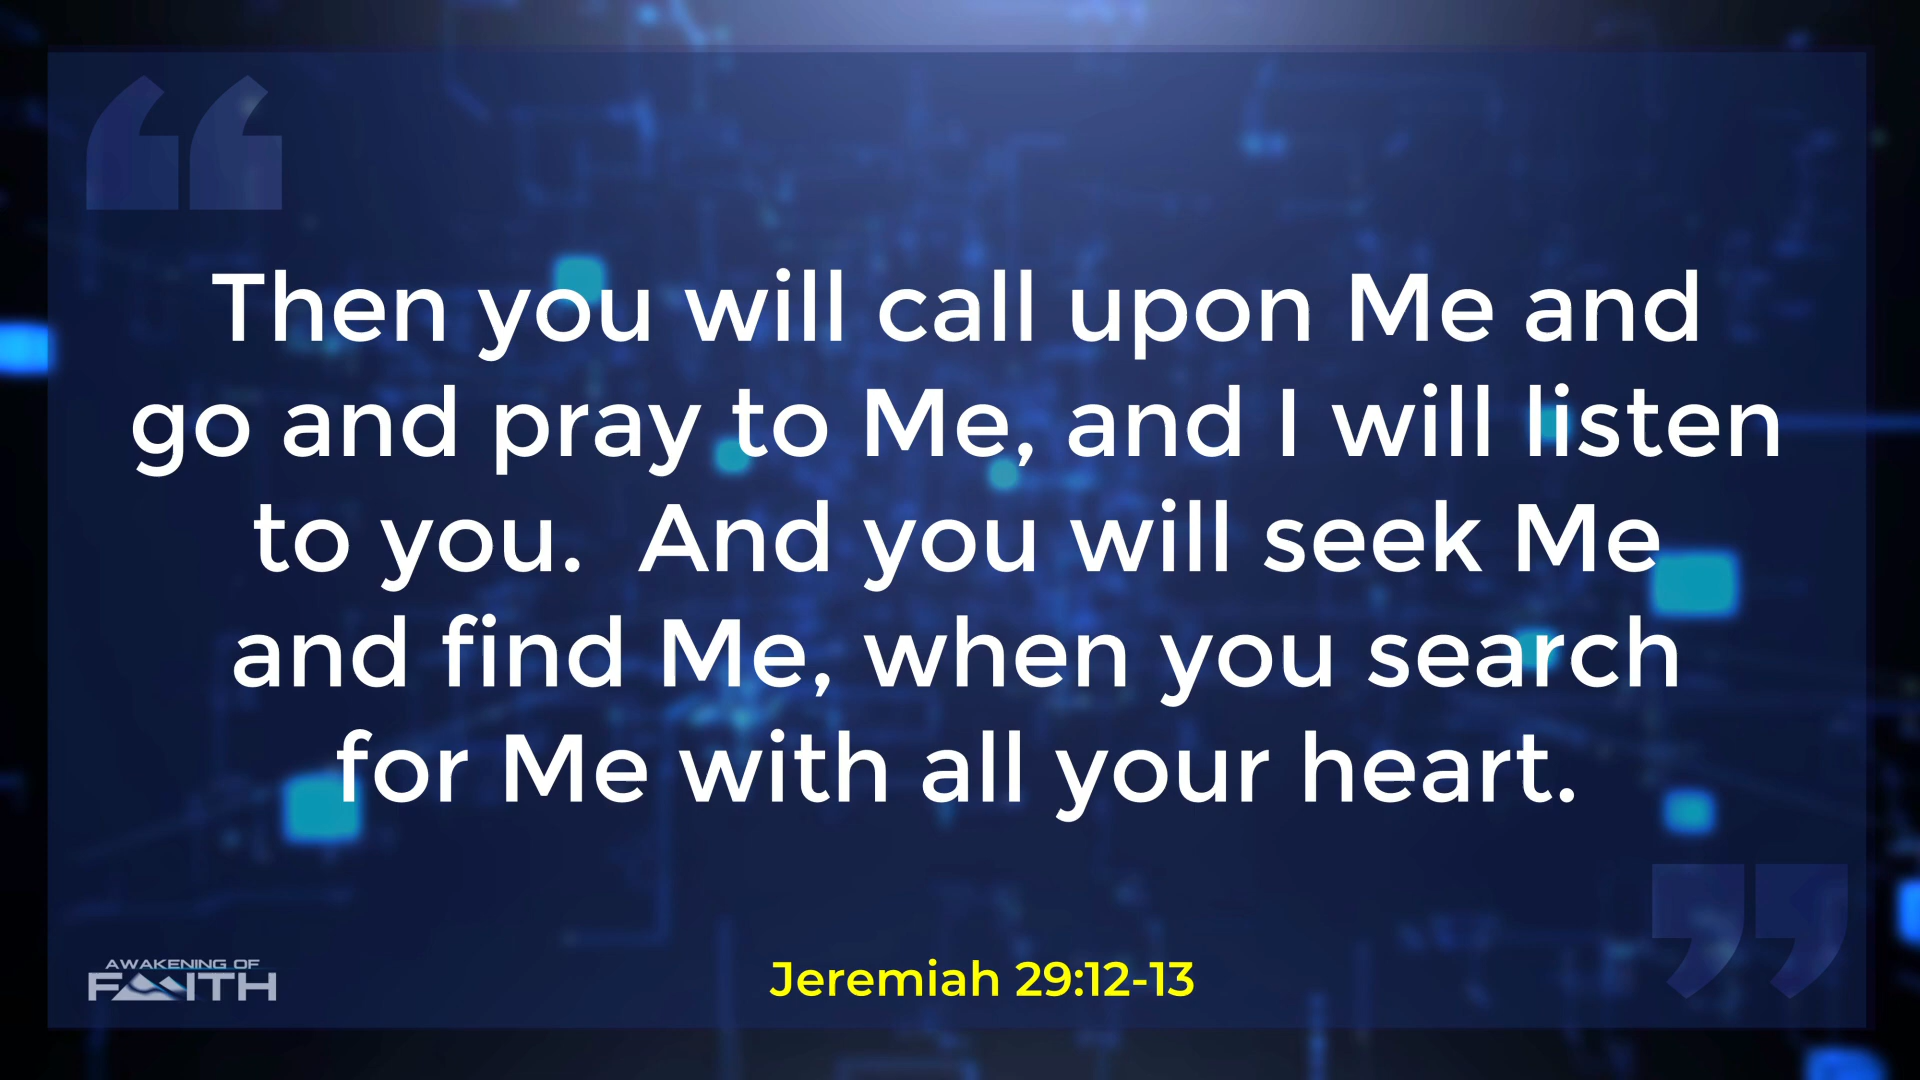 Then you will call upon Me and
go and pray to Me, and I will listen
to you.  And you will seek Me
and find Me, when you search
for Me with all your heart.
Jeremiah 29:12-13
AWAKENING OF
FAITH